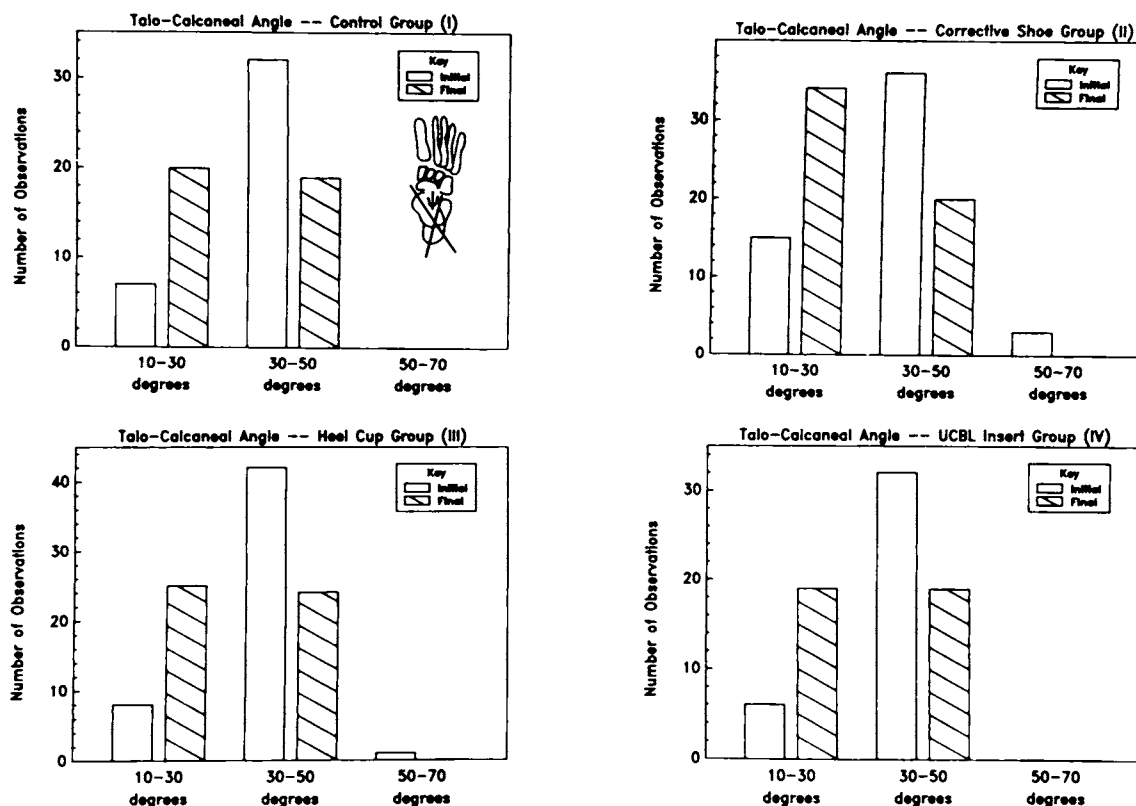 Talo-Calcaneal Angle -- Control Group (I)
Number of Observations
30
20
10
0
Key
Initial
Final
10-30
degrees
30-50
degrees
50-70
degrees
Talo-Calcaneal Angle -- Corrective Shoe Group (II)
Number of Observations
30
20
10
0
Key
Initial
Final
10-30
degrees
30-50
degrees
50-70
degrees
Talo-Calcaneal Angle -- Heel Cup Group (III)
Number of Observations
40
30
20
10
0
Key
Initial
Final
10-30
degrees
30-50
degrees
50-70
degrees
Talo-Calcaneal Angle -- UCBL Insert Group (IV)
Number of Observations
30
20
10
0
Key
Initial
Final
10-30
degrees
30-50
degrees
50-70
degrees